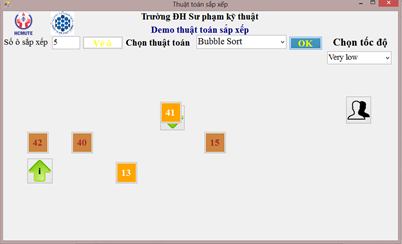 Thuật toán sắp xếp
HCMUTE
Trường ĐH Sư phạm kỹ thuật
Demo thuật toán sắp xếp
Số ô sắp xếp 5 Vẽ ô Chọn thuật toán Bubble Sort OK Chọn tốc độ
Very low
41
42 40 15
i
13